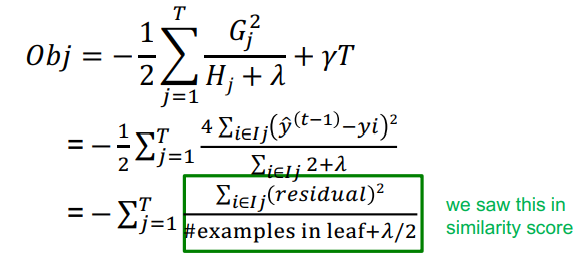 Obj = −1/2 ∑_{j=1}^{T} G_j^2 / (H_j + λ) + γT
= −1/2 ∑_{j=1}^{T} 4 ∑_{i∈Ij}(ŷ^{(t−1)}−yi)^2 / (∑_{i∈Ij} 2+λ)
= − ∑_{j=1}^{T} ∑_{i∈Ij}(residual)^2 / (#examples in leaf+λ/2)
we saw this in
similarity score